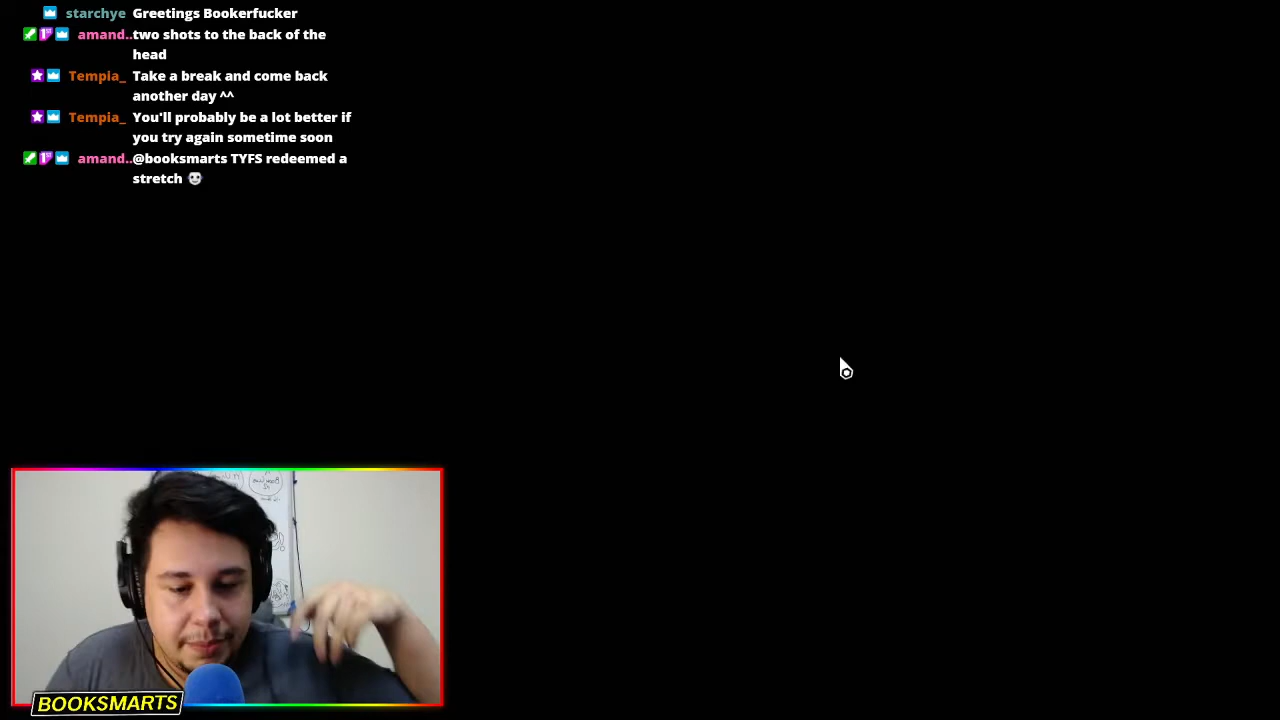 starchye Greetings Bookerfucker
amand.. two shots to the back of the
head
Tempia_ Take a break and come back
another day ^^
Tempia_ You'll probably be a lot better if
you try again sometime soon
amand.. @booksmarts TYFS redeemed a
stretch
BOOKSMARTS